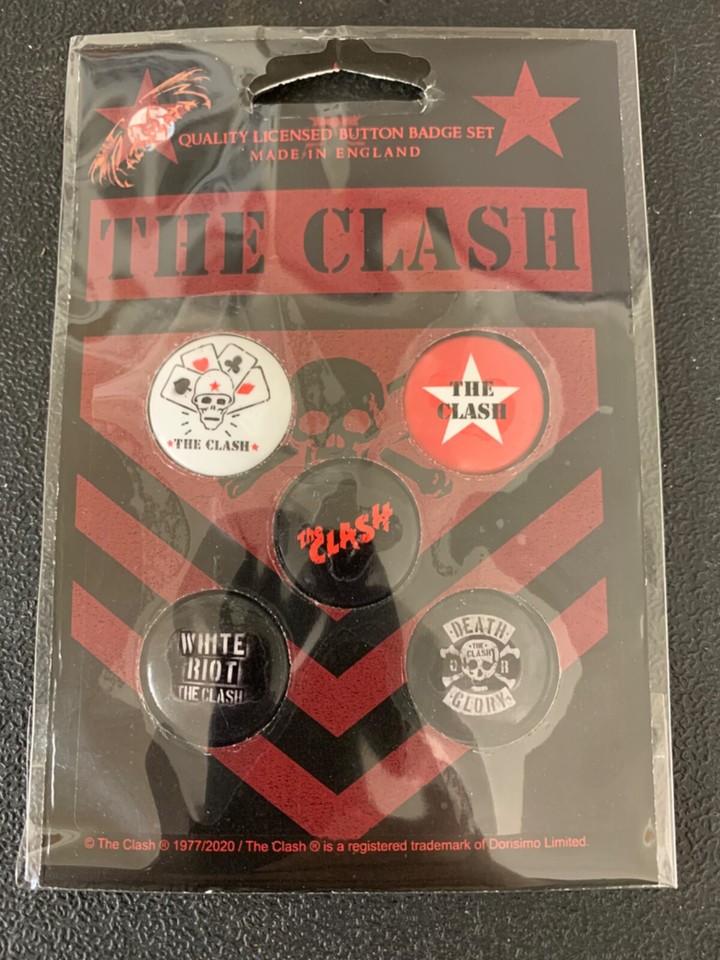 QUALITY LICENSED BUTTON BADGE SET
MADE IN ENGLAND
THE CLASH
THE CLASH
THE
CLASH
the CLASH
WHITE
RIOT
THE CLASH
DEATH
THE
CLASH
O R
GLORY
© The Clash ® 1977/2020 / The Clash ® is a registered trademark of Dorisimo Limited.